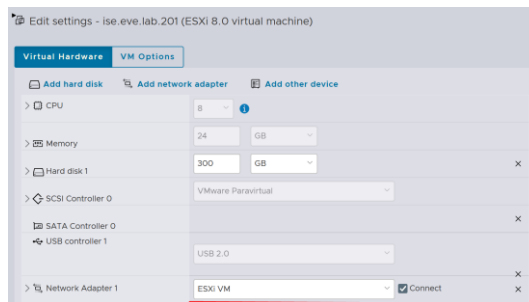 Edit settings - ise.eve.lab.201 (ESXi 8.0 virtual machine)
Virtual Hardware VM Options
Add hard disk Add network adapter Add other device
CPU 8
Memory 24 GB
Hard disk 1 300 GB
SCSI Controller 0 VMware Paravirtual
SATA Controller 0
USB controller 1 USB 2.0
Network Adapter 1 ESXi VM Connect